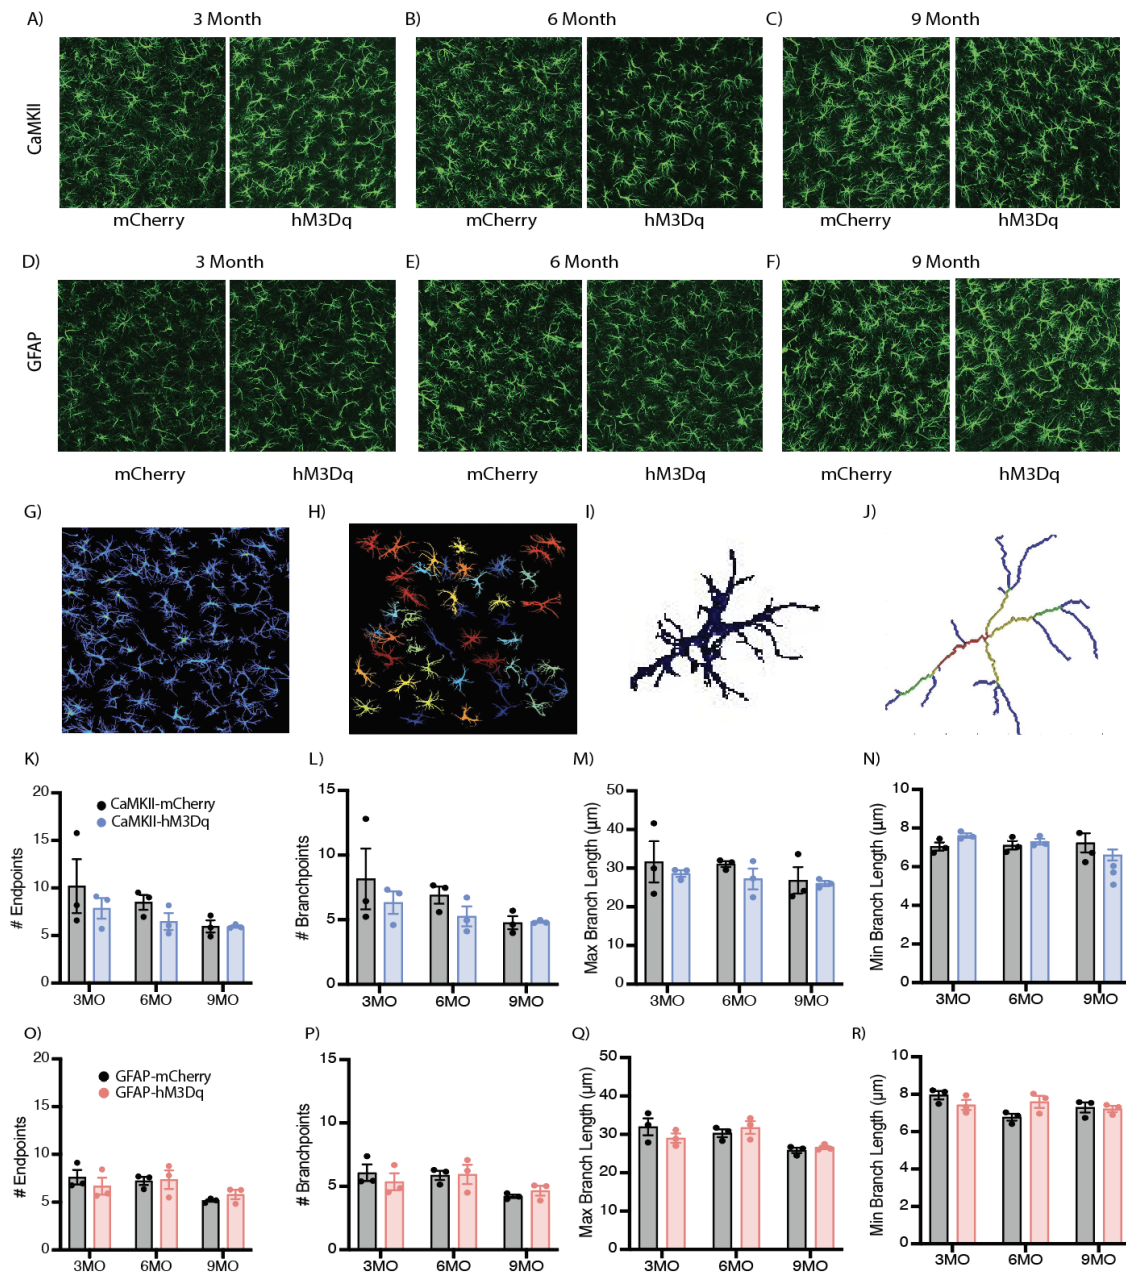 A) 3 Month B) 6 Month C) 9 Month
CaMKII
mCherry hM3Dq mCherry hM3Dq mCherry hM3Dq
D) 3 Month E) 6 Month F) 9 Month
GFAP
mCherry hM3Dq mCherry hM3Dq mCherry hM3Dq
G) H) I) J)
K) L) M) N)
# Endpoints
20
15
10
5
0
CaMKII-mCherry
CaMKII-hM3Dq
3MO 6MO 9MO
# Branchpoints
15
10
5
0
3MO 6MO 9MO
Max Branch Length (μm)
50
40
30
20
10
0
3MO 6MO 9MO
Min Branch Length (μm)
10
8
6
4
2
0
3MO 6MO 9MO
O) P) Q) R)
# Endpoints
20
15
10
5
0
GFAP-mCherry
GFAP-hM3Dq
3MO 6MO 9MO
# Branchpoints
15
10
5
0
3MO 6MO 9MO
Max Branch Length (μm)
50
40
30
20
10
0
3MO 6MO 9MO
Min Branch Length (μm)
10
8
6
4
2
0
3MO 6MO 9MO